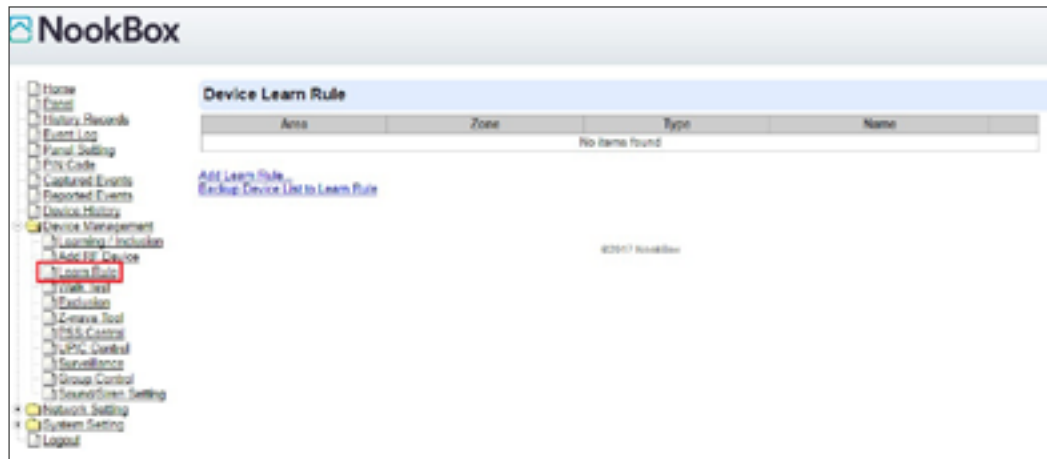 NookBox
Home
Panel
History Records
Event Log
Panel Setting
PIN Code
Captured Events
Reported Events
Device History
Device Management
Learning / Inclusion
Add RF Device
Learn Rule
Walk Test
Exclusion
Z-wave Tool
PSS Control
UPIC Control
Surveillance
Group Control
Sound/Siren Setting
Network Setting
System Setting
Logout
Device Learn Rule
Area Zone Type Name
No items found
Add Learn Rule...
Backup Device List to Learn Rule
©2017 NookBox